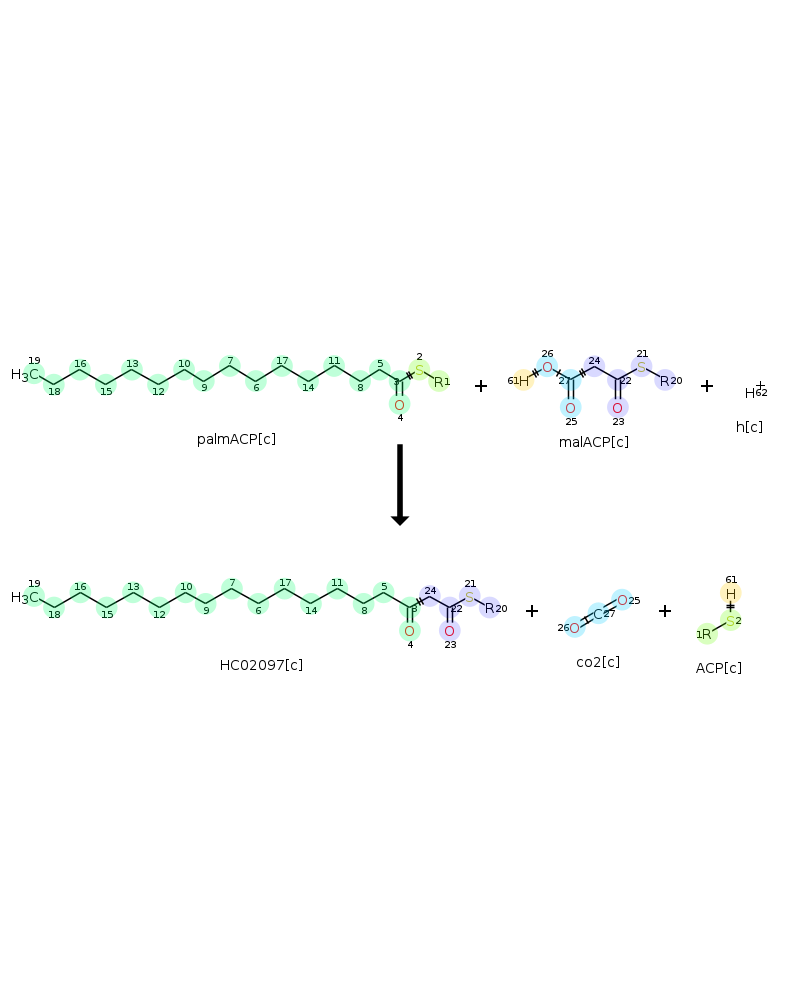 19 16 13 10 7 17 11 5 2 26 24 21
H3C 3 S R1 + 61H O 27 22 S R20 + H+ 62
18 15 12 9 6 14 8 O O O
4 25 23
h[c]
palmACP[c] malACP[c]
61
19 16 13 10 7 17 11 5 24 21 H
H3C 3 22 S R20 + 26O C27 O25 + S2
18 15 12 9 6 14 8 O O 1R
4 23
HC02097[c] co2[c] ACP[c]